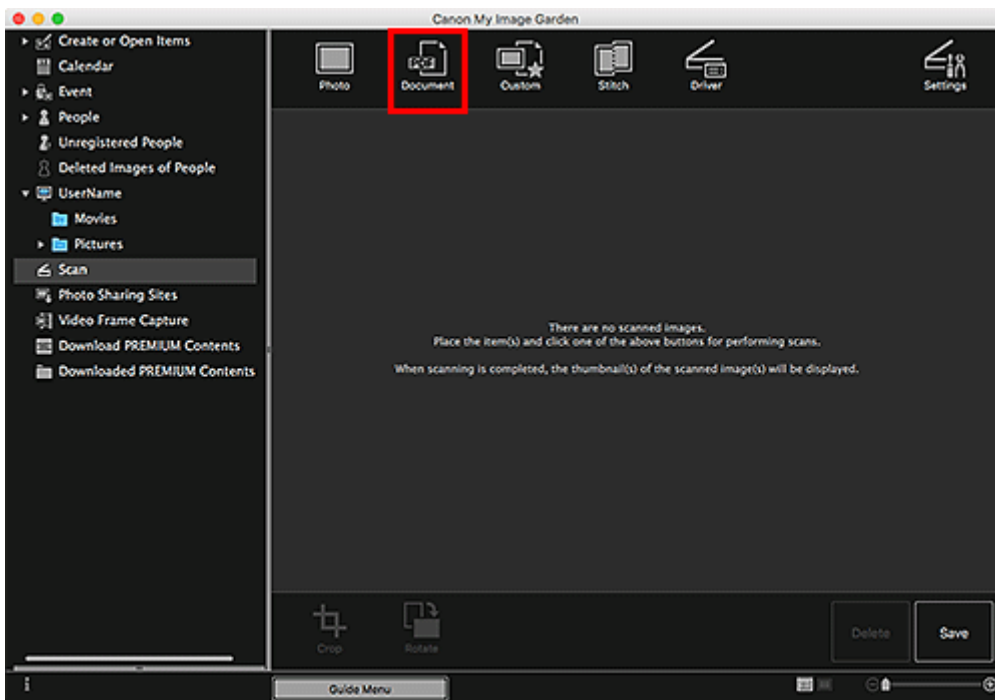 Canon My Image Garden
Create or Open Items
Calendar
Event
People
Unregistered People
Deleted Images of People
UserName
Movies
Pictures
Scan
Photo Sharing Sites
Video Frame Capture
Download PREMIUM Contents
Downloaded PREMIUM Contents
Photo
PDF
Document
Custom
Stitch
Driver
Settings
There are no scanned images.
Place the item(s) and click one of the above buttons for performing scans.
When scanning is completed, the thumbnail(s) of the scanned image(s) will be displayed.
Crop
Rotate
Delete
Save
Guide Menu